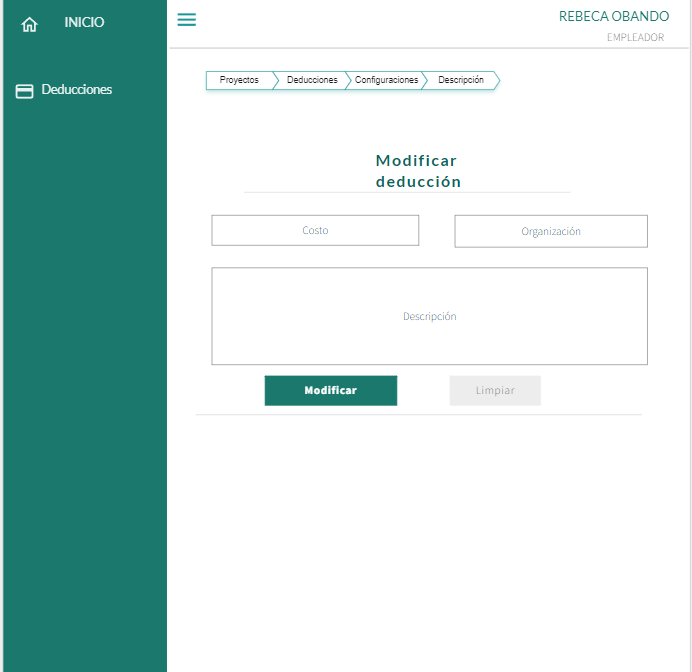 INICIO
Deducciones
REBECA OBANDO
EMPLEADOR
Proyectos Deducciones Configuraciones Descripción
Modificar
deducción
Costo Organización
Descripción
Modificar Limpiar